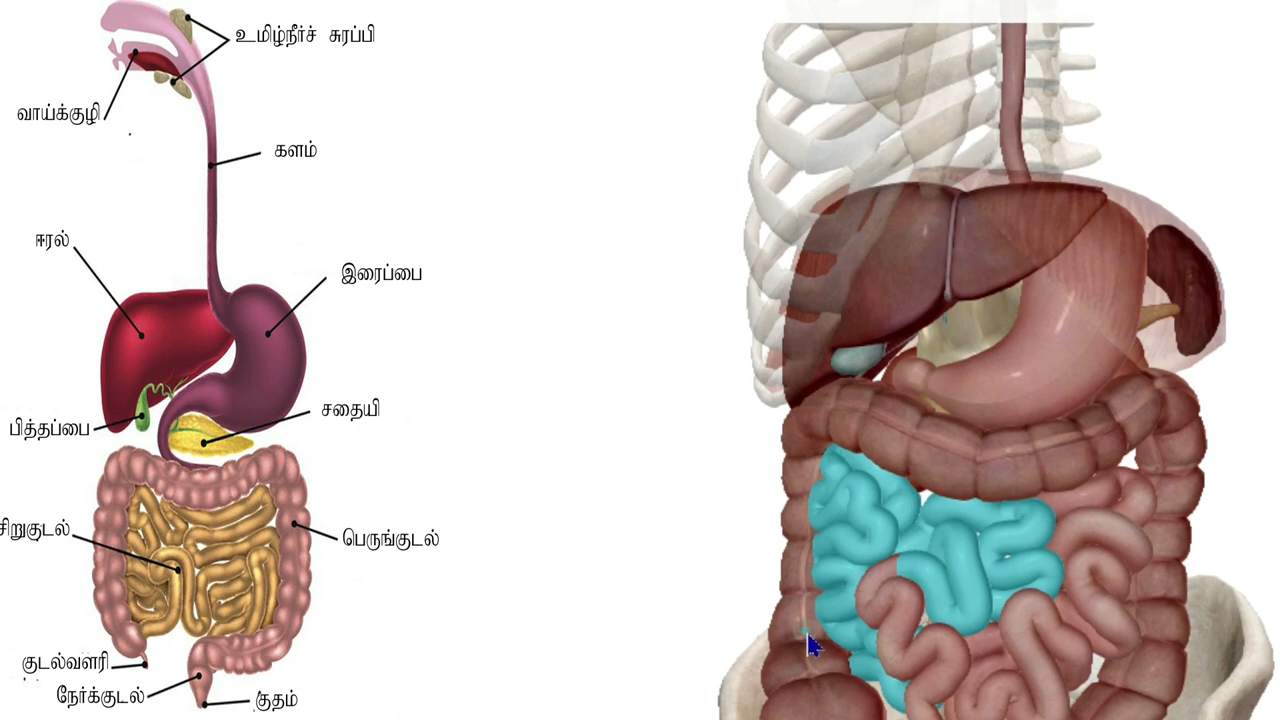 உமிழ்நீர்ச் சுரப்பி
வாய்க்குழி
களம்
ஈரல்
இரைப்பை
சதையி
பித்தப்பை
சிறுகுடல்
பெருங்குடல்
குடல்வளரி
நேர்க்குடல்
குதம்